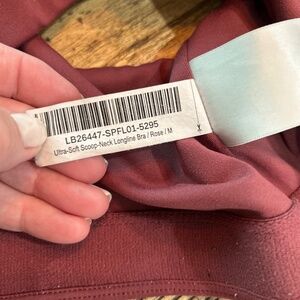 LB26447-SPFL01-5295
Ultra-Soft Scoop-Neck Longline Bra / Rose / M